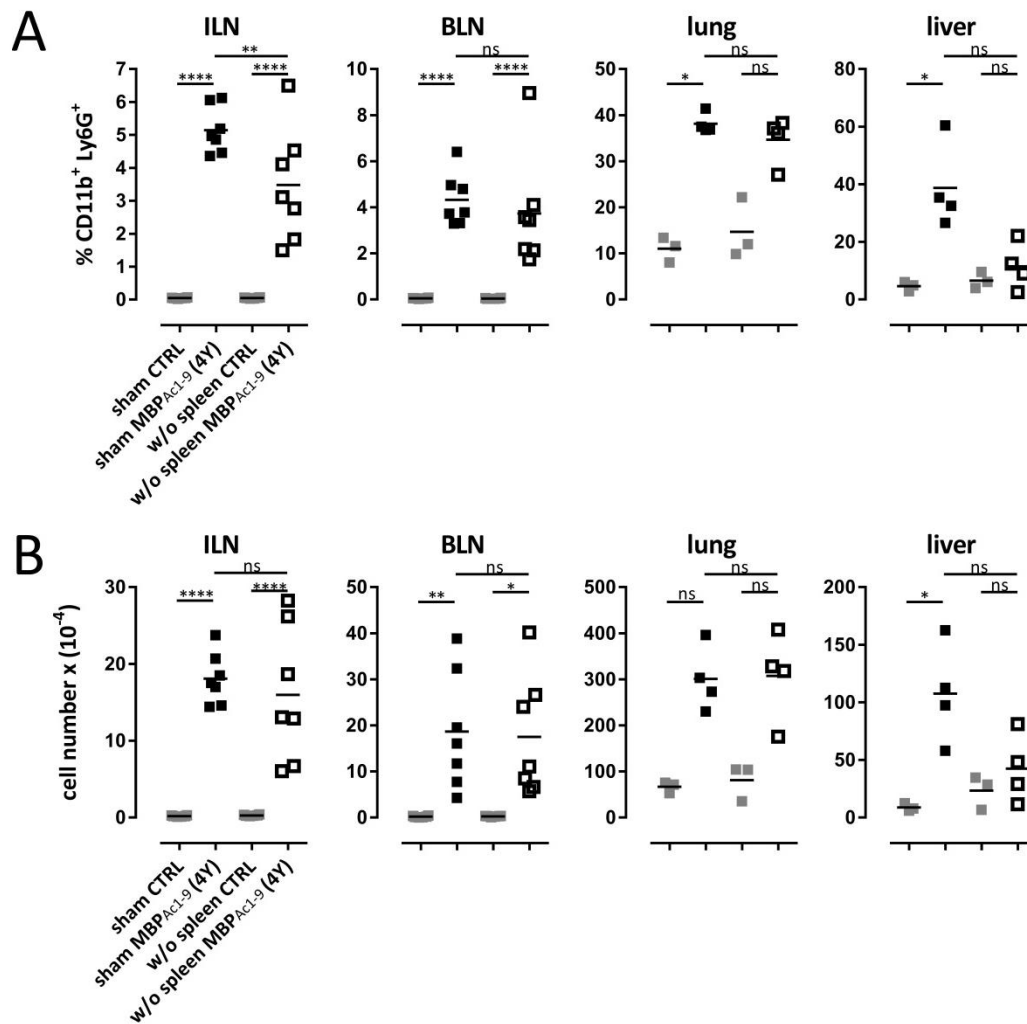 A
ILN
BLN
lung
liver
** ns ns ns
**** **** **** **** * ns * ns
% CD11b⁺ Ly6G⁺
7
6
5
4
3
2
1
0
10
8
6
4
2
0
50
40
30
20
10
0
80
60
40
20
0
sham CTRL
sham MBP_Ac1-9 (4Y)
w/o spleen CTRL
w/o spleen MBP_Ac1-9 (4Y)
B
ILN
BLN
lung
liver
ns ns ns ns
**** **** ** * ns ns * ns
cell number x (10⁻⁴)
30
20
10
0
50
40
30
20
10
0
500
400
300
200
100
0
200
150
100
50
0
sham CTRL
sham MBP_Ac1-9 (4Y)
w/o spleen CTRL
w/o spleen MBP_Ac1-9 (4Y)